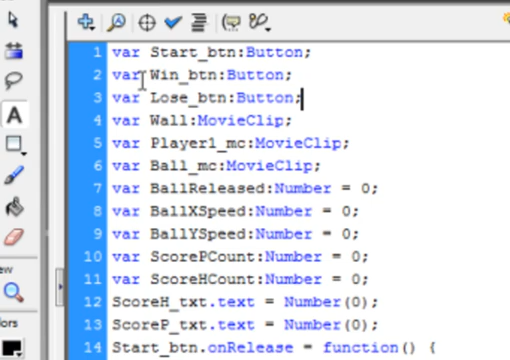 1 var Start_btn:Button;
2 var Win_btn:Button;
3 var Lose_btn:Button;
4 var Wall:MovieClip;
5 var Player1_mc:MovieClip;
6 var Ball_mc:MovieClip;
7 var BallReleased:Number = 0;
8 var BallXSpeed:Number = 0;
9 var BallYSpeed:Number = 0;
10 var ScorePCount:Number = 0;
11 var ScoreHCount:Number = 0;
12 ScoreH_txt.text = Number(0);
13 ScoreP_txt.text = Number(0);
14 Start_btn.onRelease = function() {
A
ew
lors